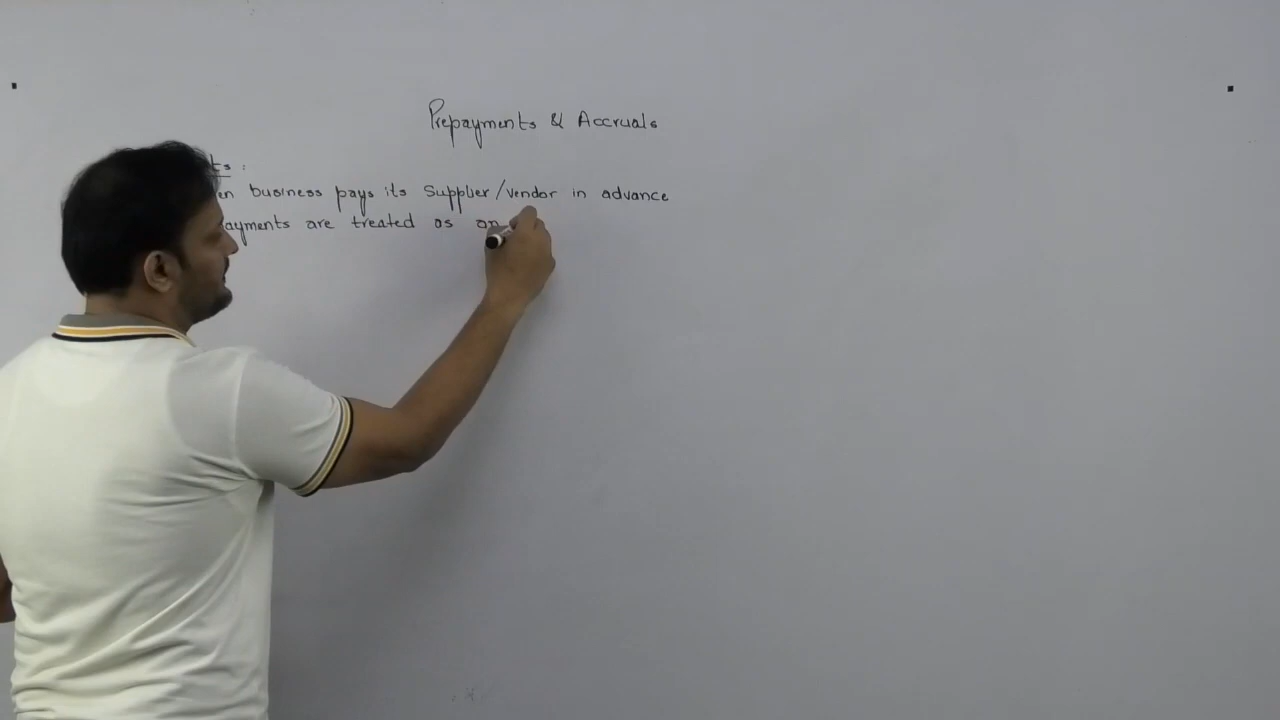 Prepayments & Accruals
ts :
en business pays its Supplier/vendor in advance
ayments are treated as an